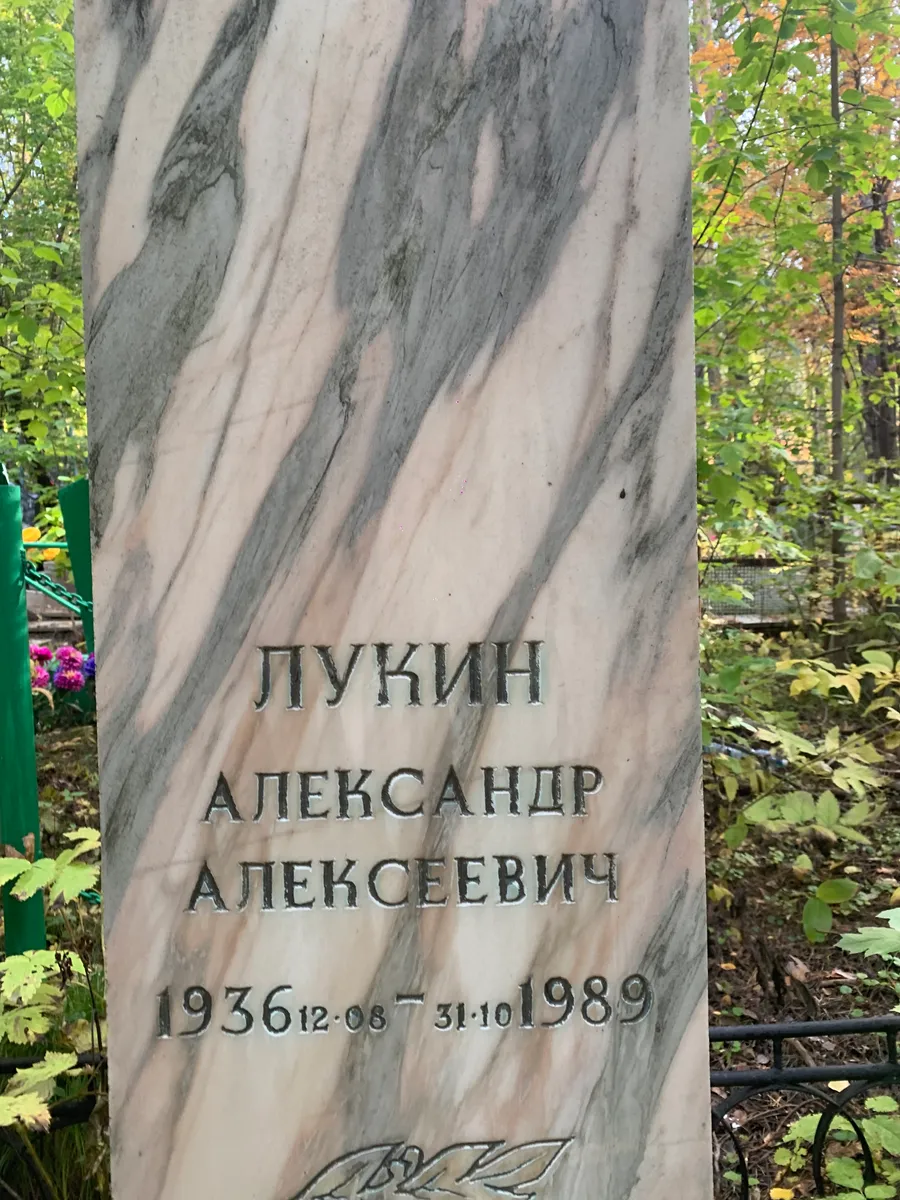 ЛУКИН
АЛЕКСАНДР
АЛЕКСЕЕВИЧ
1936 12·08 – 31·10 1989